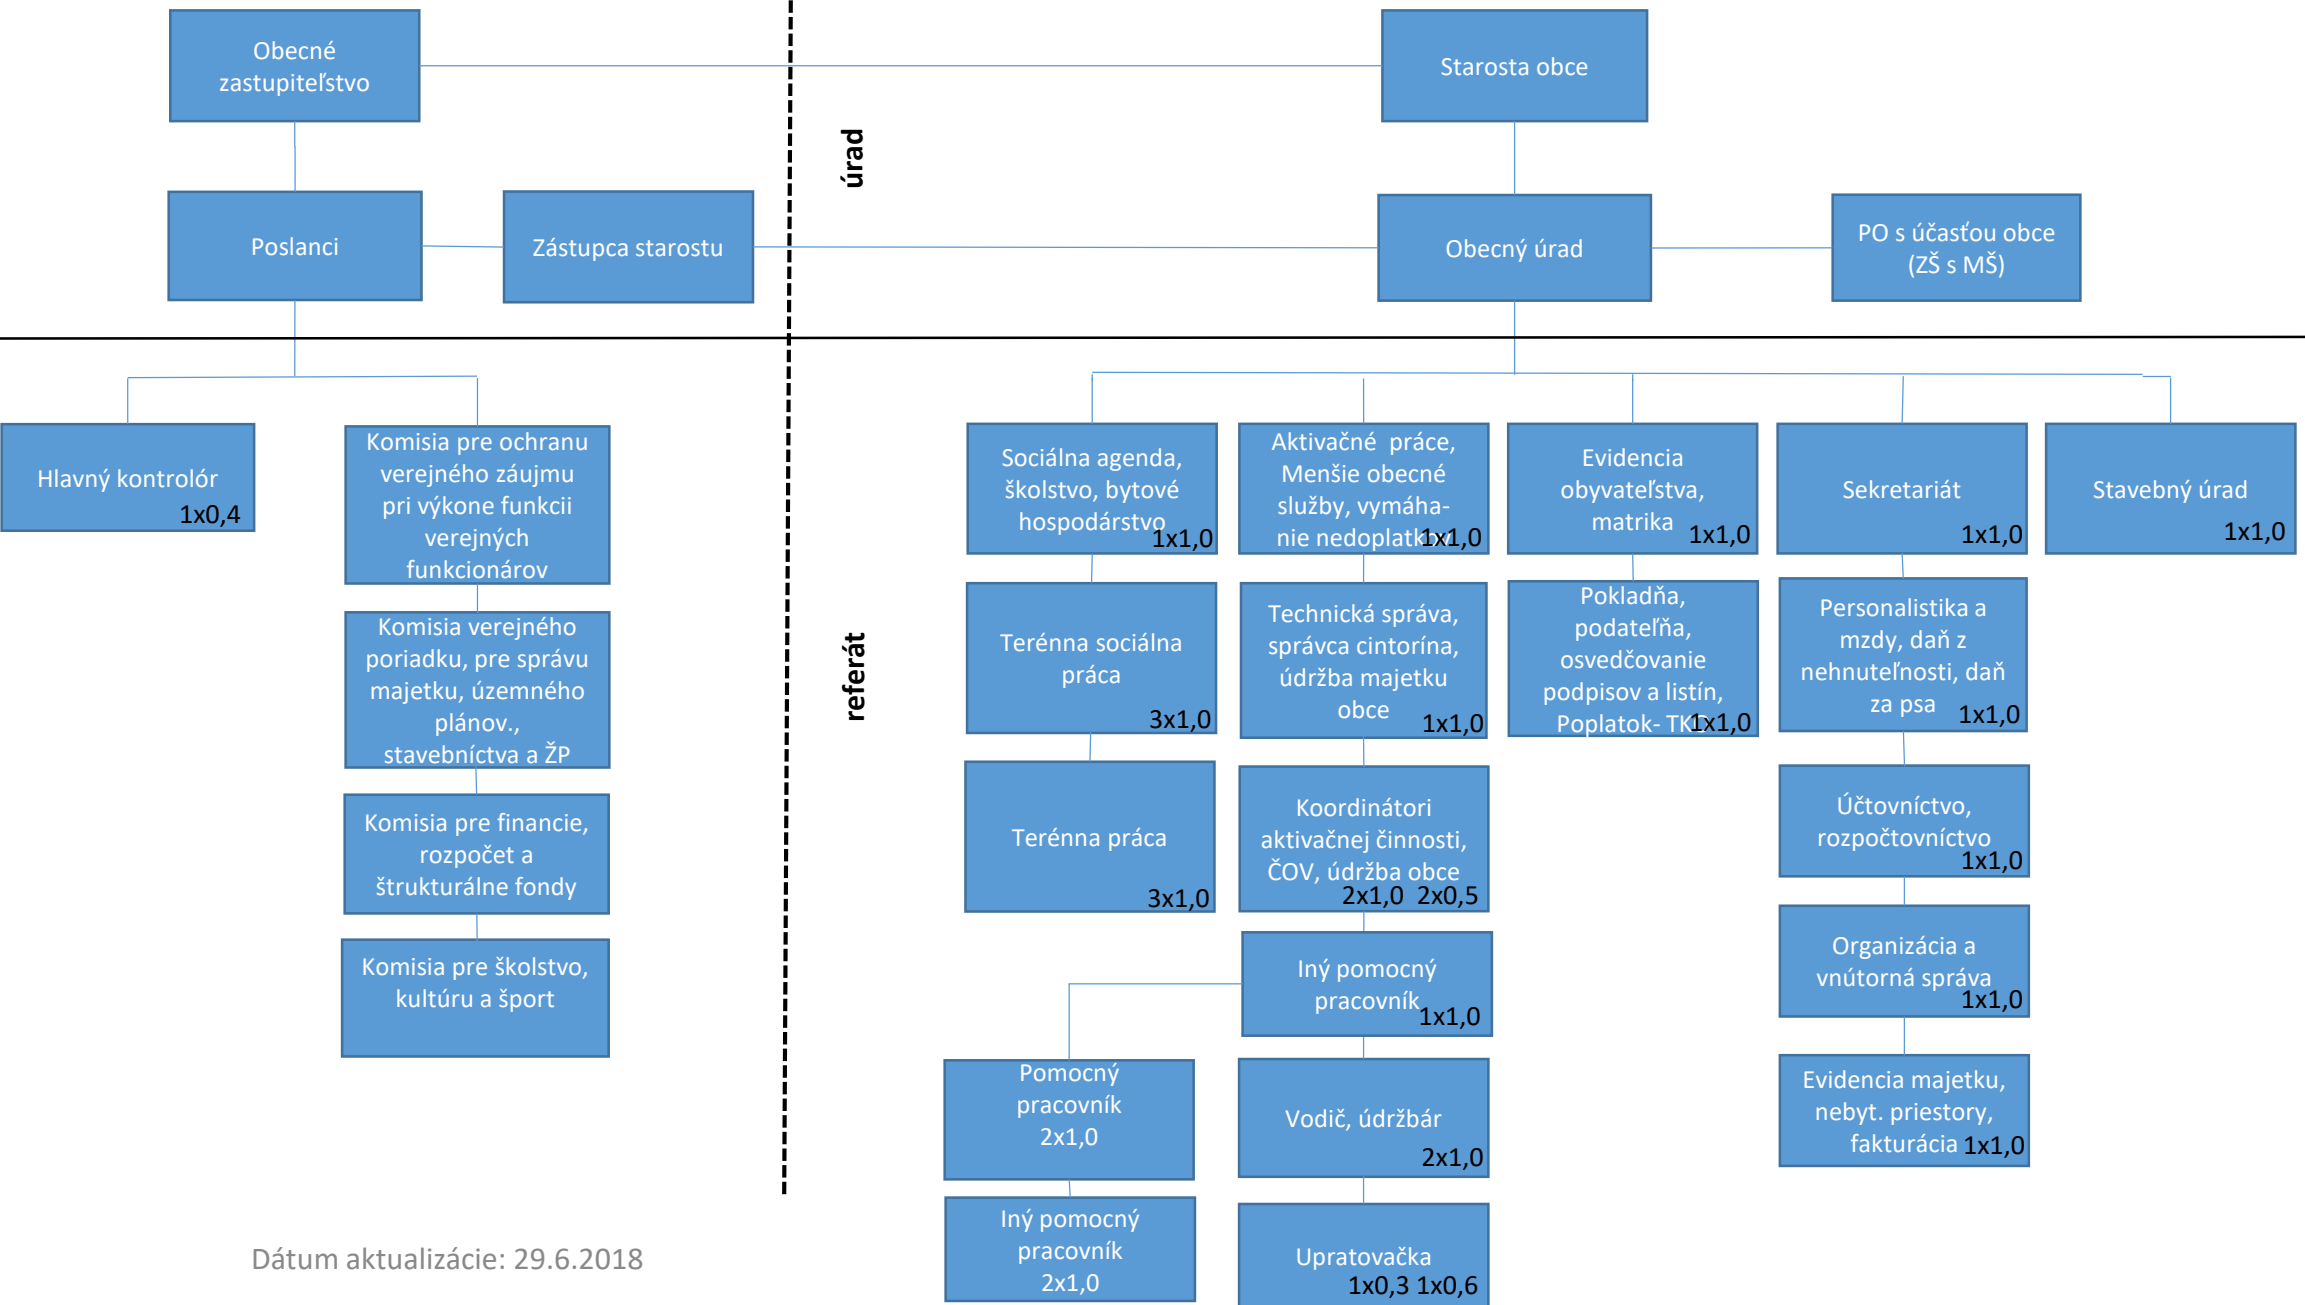 Obecné
zastupiteľstvo
Starosta obce
úrad
Poslanci
Zástupca starostu
Obecný úrad
PO s účasťou obce
(ZŠ s MŠ)
referát
Hlavný kontrolór
1x0,4
Komisia pre ochranu
verejného záujmu
pri výkone funkcii
verejných
funkcionárov
Komisia verejného
poriadku, pre správu
majetku, územného
plánov.,
stavebníctva a ŽP
Komisia pre financie,
rozpočet a
štrukturálne fondy
Komisia pre školstvo,
kultúru a šport
Sociálna agenda,
školstvo, bytové
hospodárstvo
1x1,0
Terénna sociálna
práca
3x1,0
Terénna práca
3x1,0
Aktivačné práce,
Menšie obecné
služby, vymáha-
nie nedoplatkov
1x1,0
Technická správa,
správca cintorína,
údržba majetku
obce
1x1,0
Koordinátori
aktivačnej činnosti,
ČOV, údržba obce
2x1,0 2x0,5
Iný pomocný
pracovník
1x1,0
Pomocný
pracovník
2x1,0
Iný pomocný
pracovník
2x1,0
Vodič, údržbár
2x1,0
Upratovačka
1x0,3 1x0,6
Evidencia
obyvateľstva,
matrika
1x1,0
Pokladňa,
podateľňa,
osvedčovanie
podpisov a listín,
Poplatok- TKO
1x1,0
Sekretariát
1x1,0
Personalistika a
mzdy, daň z
nehnuteľnosti, daň
za psa
1x1,0
Účtovníctvo,
rozpočtovníctvo
1x1,0
Organizácia a
vnútorná správa
1x1,0
Evidencia majetku,
nebyt. priestory,
fakturácia 1x1,0
Stavebný úrad
1x1,0
Dátum aktualizácie: 29.6.2018